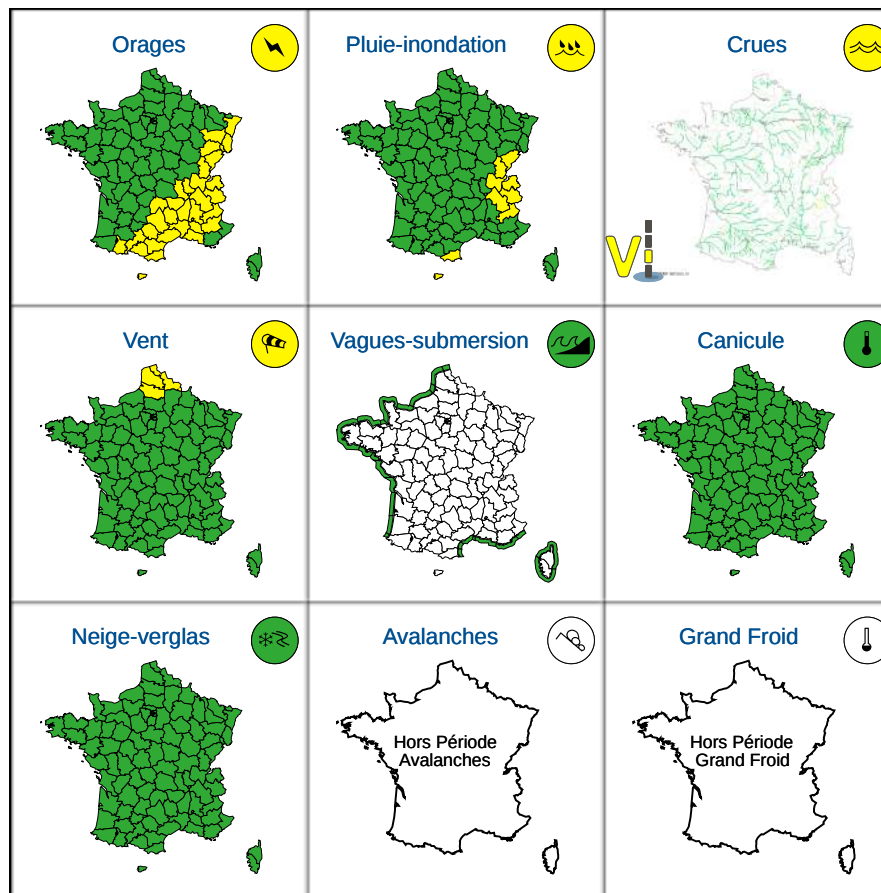 Orages
Pluie-inondation
Crues
Vent
Vagues-submersion
Canicule
Neige-verglas
Avalanches
Grand Froid
Hors Période
Avalanches
Hors Période
Grand Froid